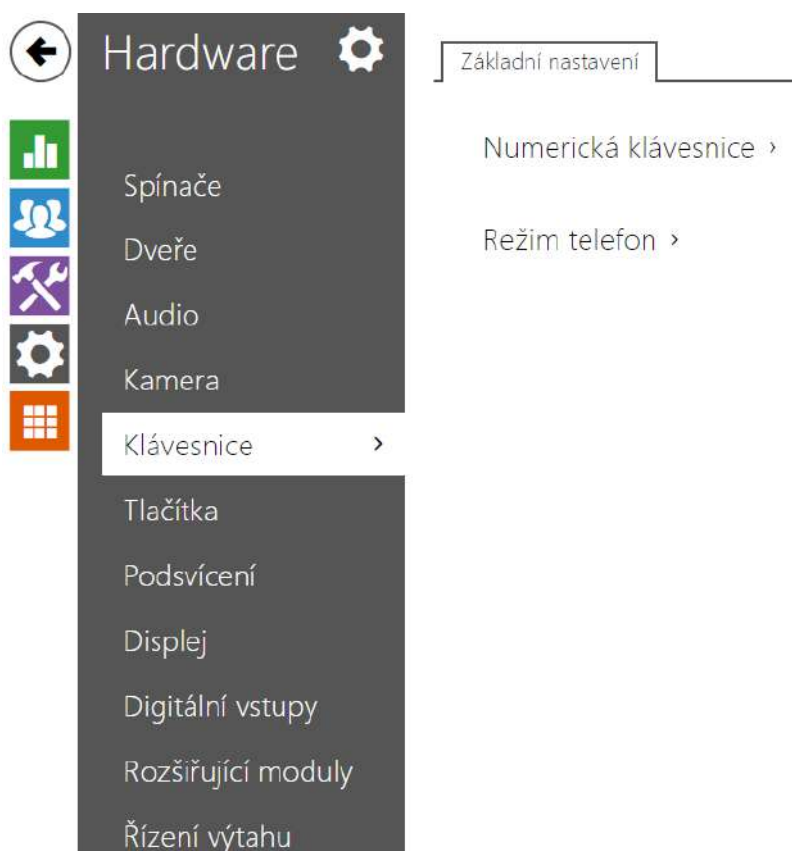 Hardware
Spínače
Dveře
Audio
Kamera
Klávesnice
Tlačítka
Podsvícení
Displej
Digitální vstupy
Rozšiřující moduly
Řízení výtahu
Základní nastavení
Numerická klávesnice
Režim telefon